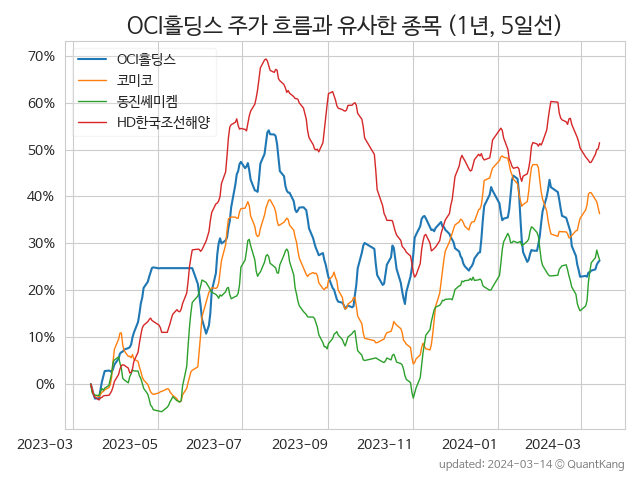 OCI홀딩스 주가 흐름과 유사한 종목 (1년, 5일선)
70%
60%
50%
40%
30%
20%
10%
0%
OCI홀딩스
코미코
동진쎄미켐
HD한국조선해양
2023-03
2023-05
2023-07
2023-09
2023-11
2024-01
2024-03
updated: 2024-03-14 © QuantKang